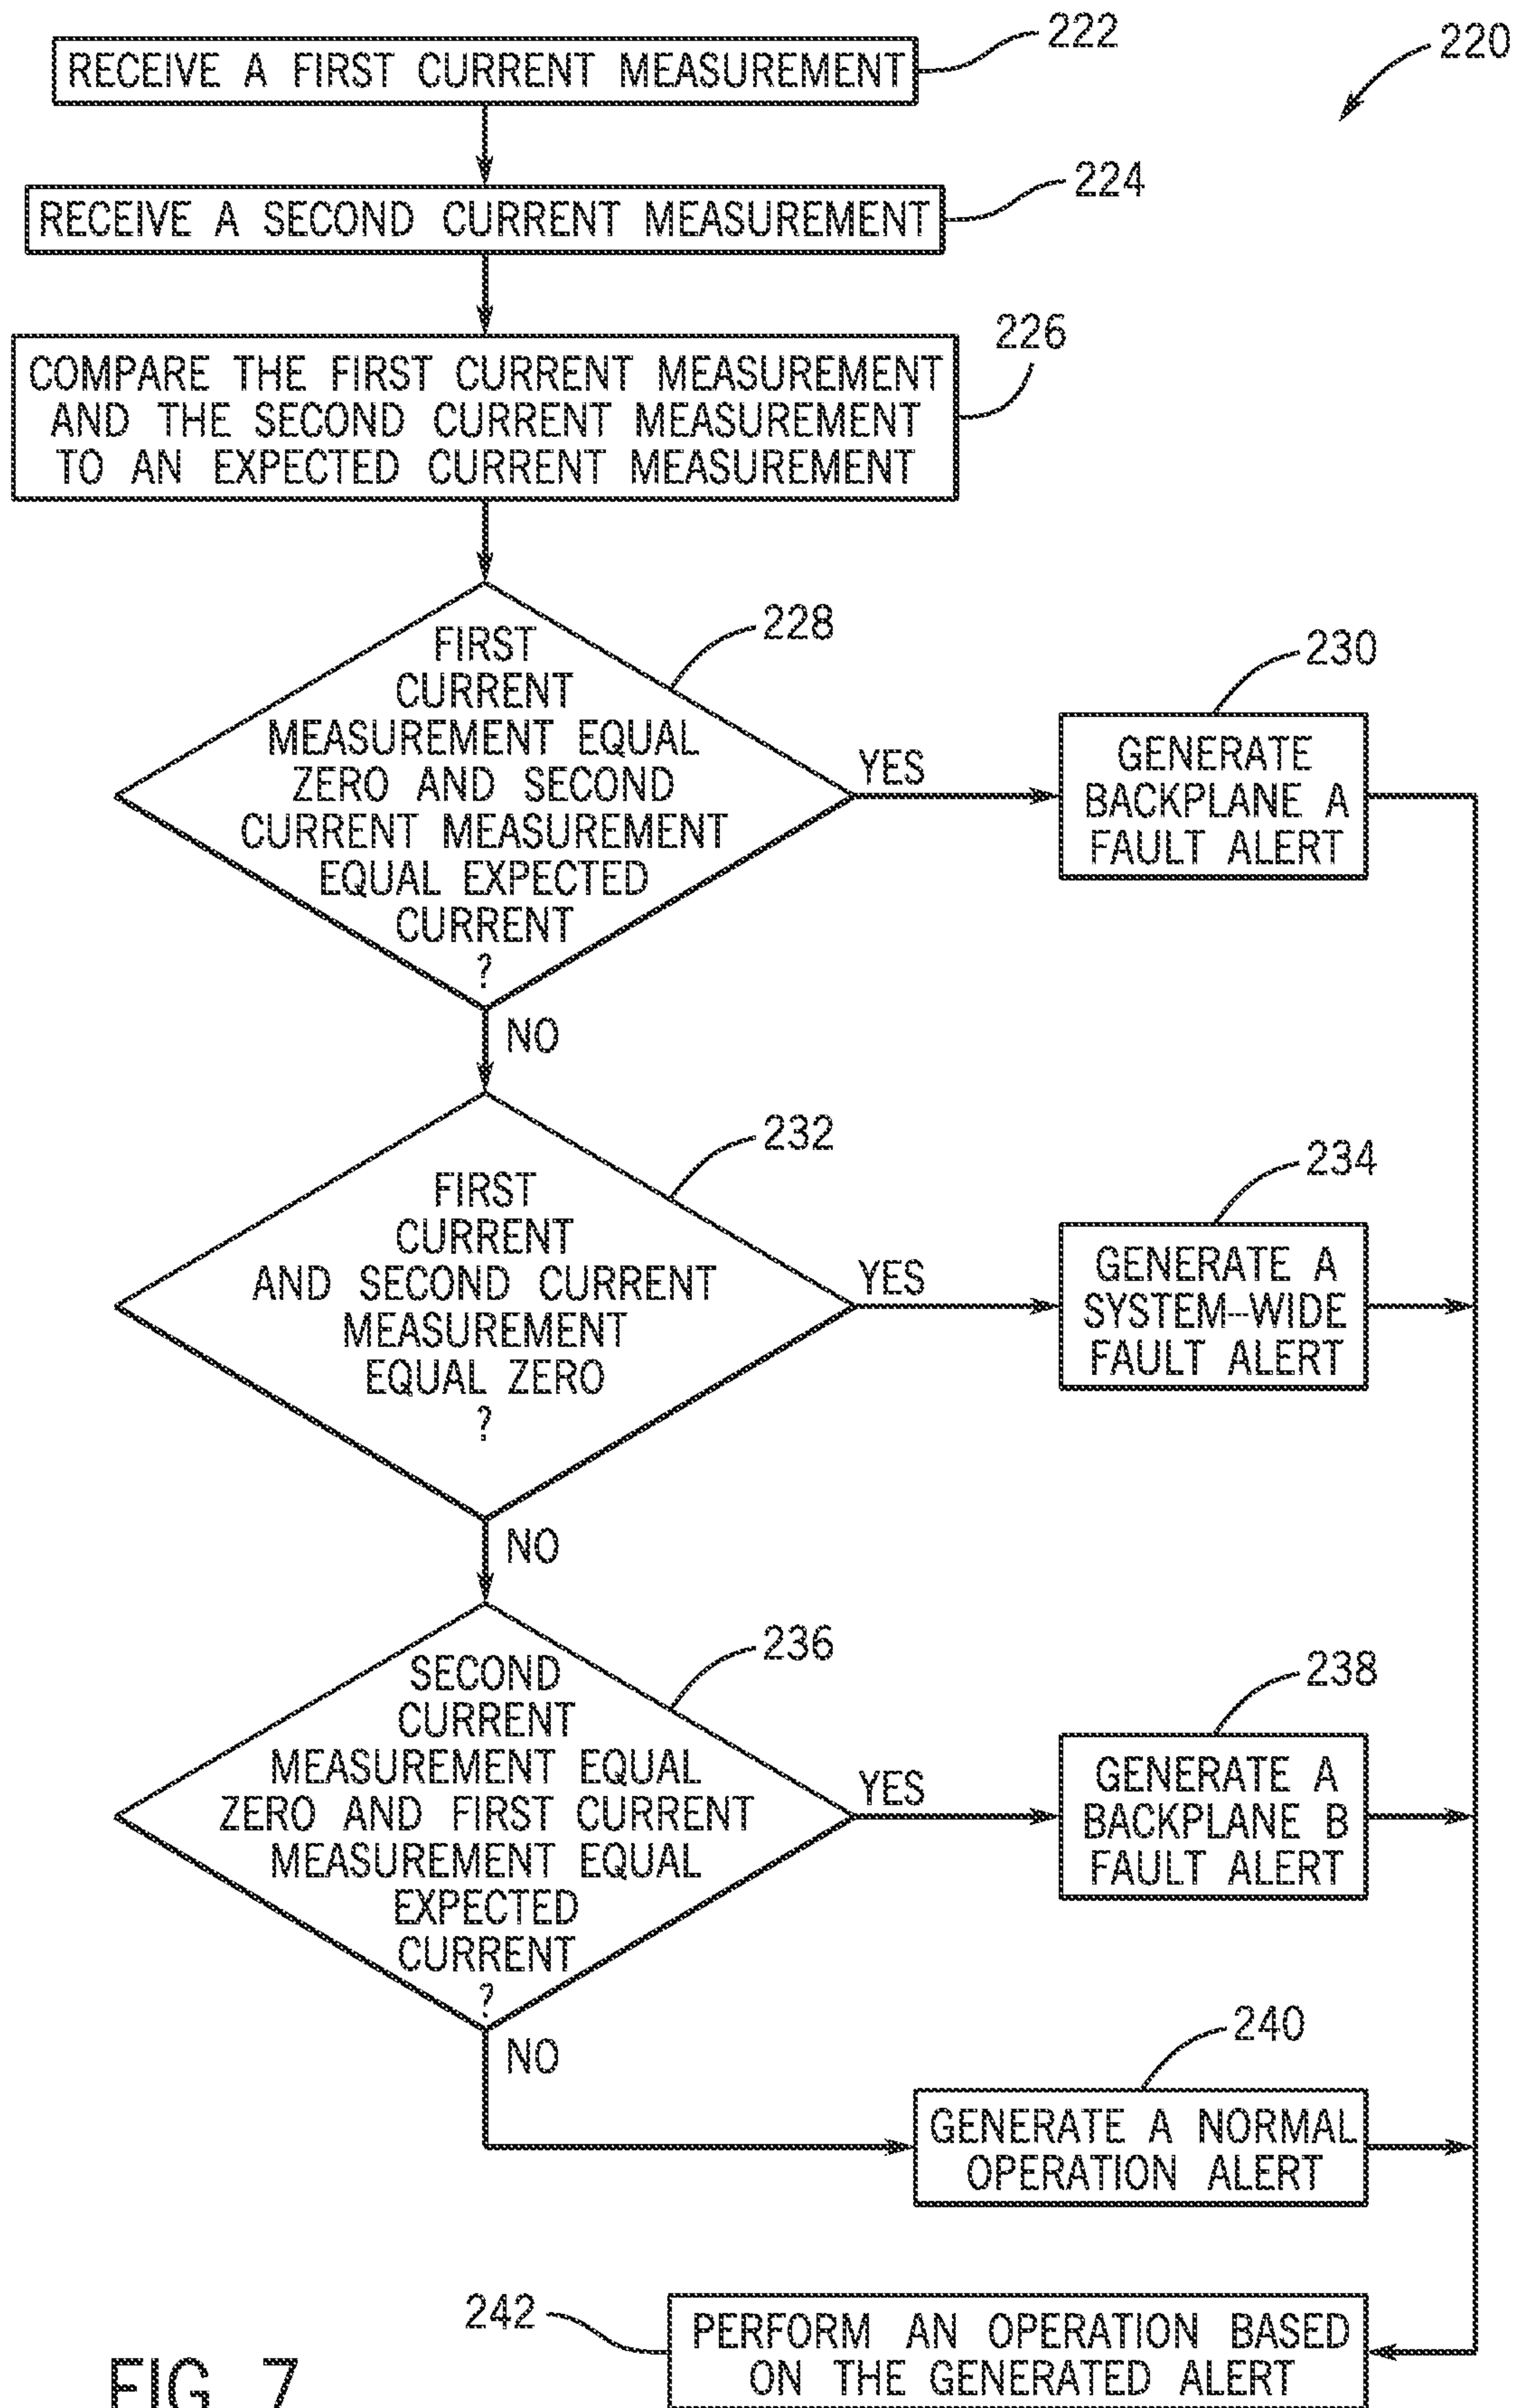 222
220
RECEIVE A FIRST CURRENT MEASUREMENT
224
RECEIVE A SECOND CURRENT MEASUREMENT
226
COMPARE THE FIRST CURRENT MEASUREMENT
AND THE SECOND CURRENT MEASUREMENT
TO AN EXPECTED CURRENT MEASUREMENT
228
FIRST
CURRENT
MEASUREMENT EQUAL
ZERO AND SECOND
CURRENT MEASUREMENT
EQUAL EXPECTED
CURRENT
?
YES
230
GENERATE
BACKPLANE A
FAULT ALERT
NO
232
FIRST
CURRENT
AND SECOND CURRENT
MEASUREMENT
EQUAL ZERO
?
YES
234
GENERATE A
SYSTEM--WIDE
FAULT ALERT
NO
236
SECOND
CURRENT
MEASUREMENT EQUAL
ZERO AND FIRST CURRENT
MEASUREMENT EQUAL
EXPECTED
CURRENT
?
YES
238
GENERATE A
BACKPLANE B
FAULT ALERT
NO
240
GENERATE A NORMAL
OPERATION ALERT
242
PERFORM AN OPERATION BASED
ON THE GENERATED ALERT
FIG. 7